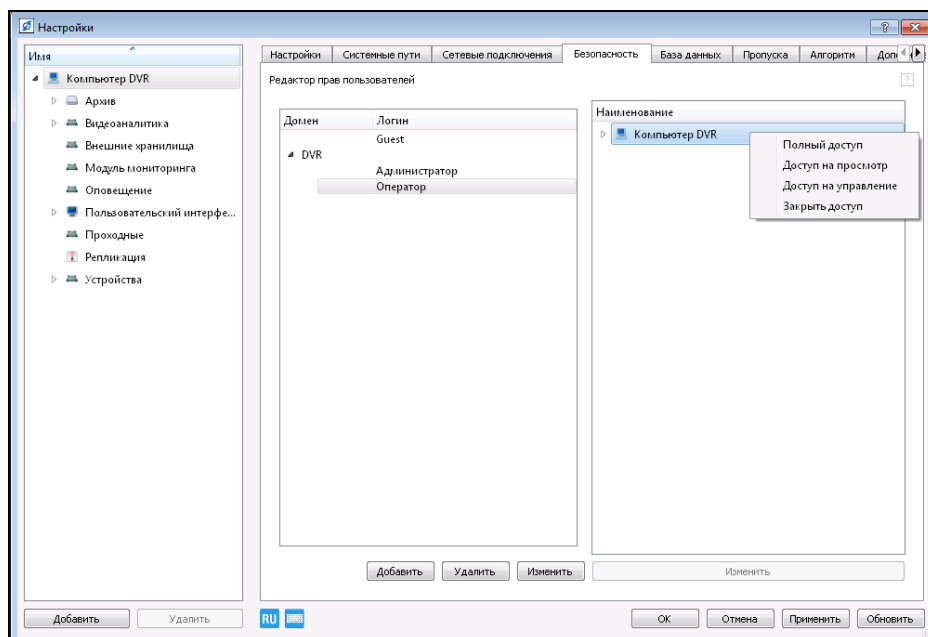 Настройки
Имя
Компьютер DVR
Архив
Видеоаналитика
Внешние хранилища
Модуль мониторинга
Оповещение
Пользовательский интерфе...
Проходные
Репликация
Устройства
Добавить
Удалить
Настройки
Системные пути
Сетевые подключения
Безопасность
База данных
Пропуска
Алгоритм
Редактор прав пользователей
?
Домен Логин
Guest
DVR
Администратор
Оператор
Наименование
Компьютер DVR
Полный доступ
Доступ на просмотр
Доступ на управление
Закрыть доступ
Добавить
Удалить
Изменить
Изменить
RU
OK
Отмена
Применить
Обновить